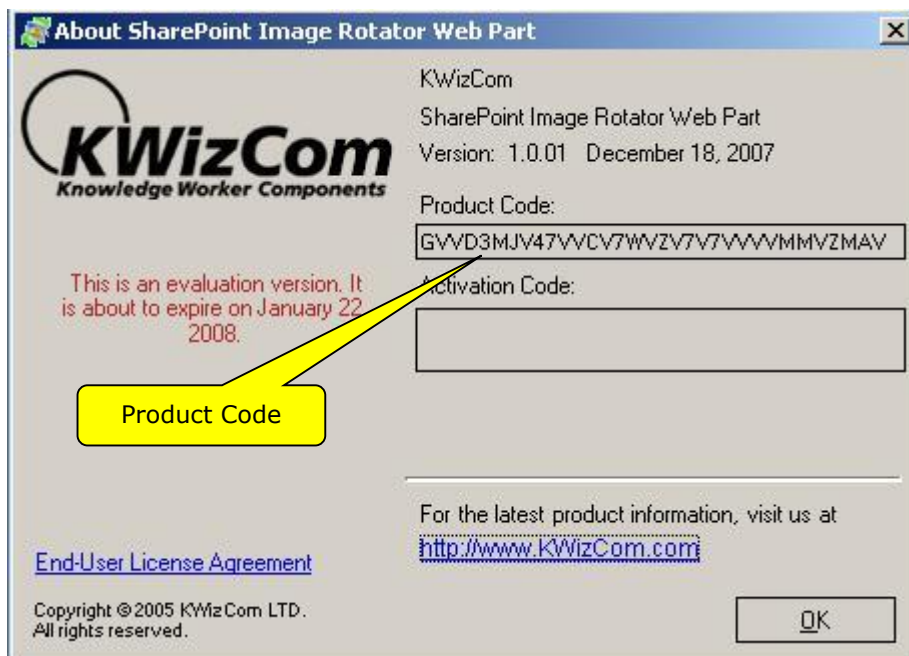 About SharePoint Image Rotator Web Part
KWizCom
Knowledge Worker Components
KWizCom
SharePoint Image Rotator Web Part
Version: 1.0.01 December 18, 2007
Product Code:
GVVD3MJV47VVCV7WVZV7V7VVVVMMVZMAV
Activation Code:
This is an evaluation version. It
is about to expire on January 22,
2008.
Product Code
For the latest product information, visit us at
http://www.KWizCom.com
End-User License Agreement
Copyright © 2005 KWizCom LTD.
All rights reserved.
OK